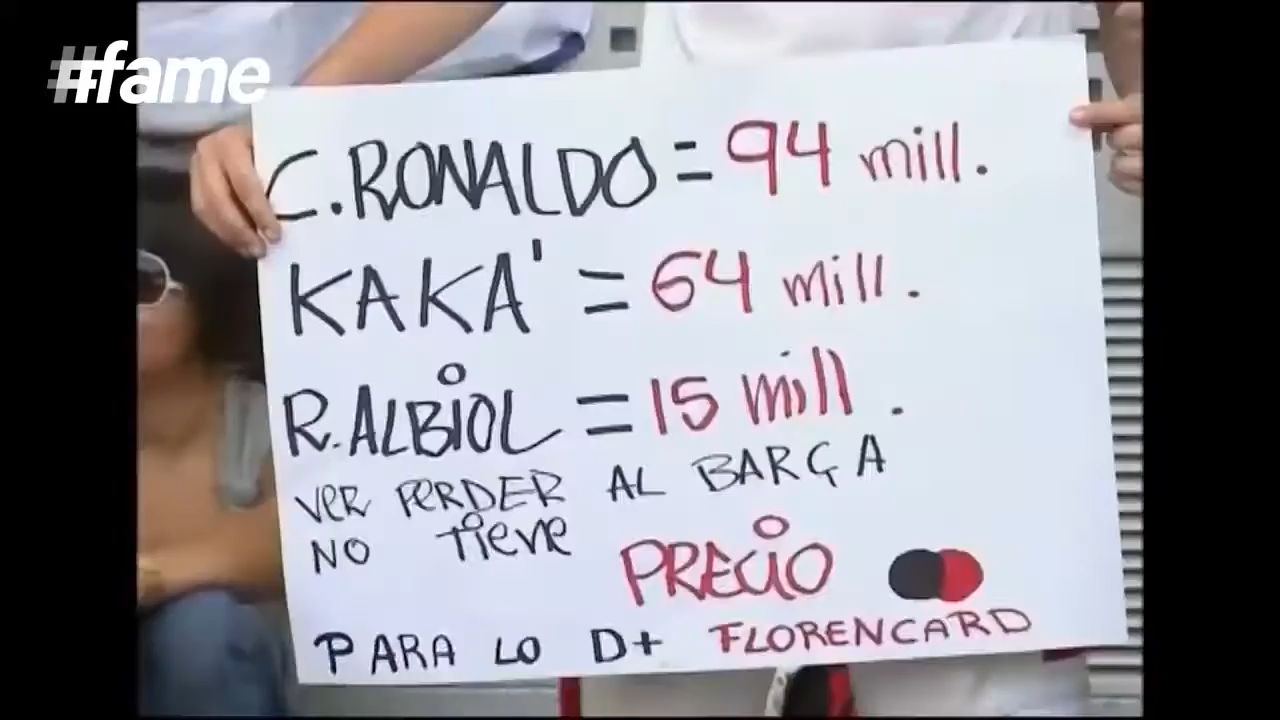 #fame
C.RONALDO = 94 mill.
KAKA' = 64 mill.
R.ALBIOL = 15 mill.
VER PERDER AL BARÇA
NO TIENE PRECIO
PARA LO D+ FLORENCARD